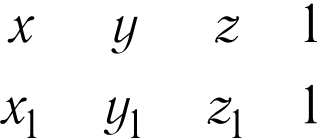 x y z 1
x₁ y₁ z₁ 1